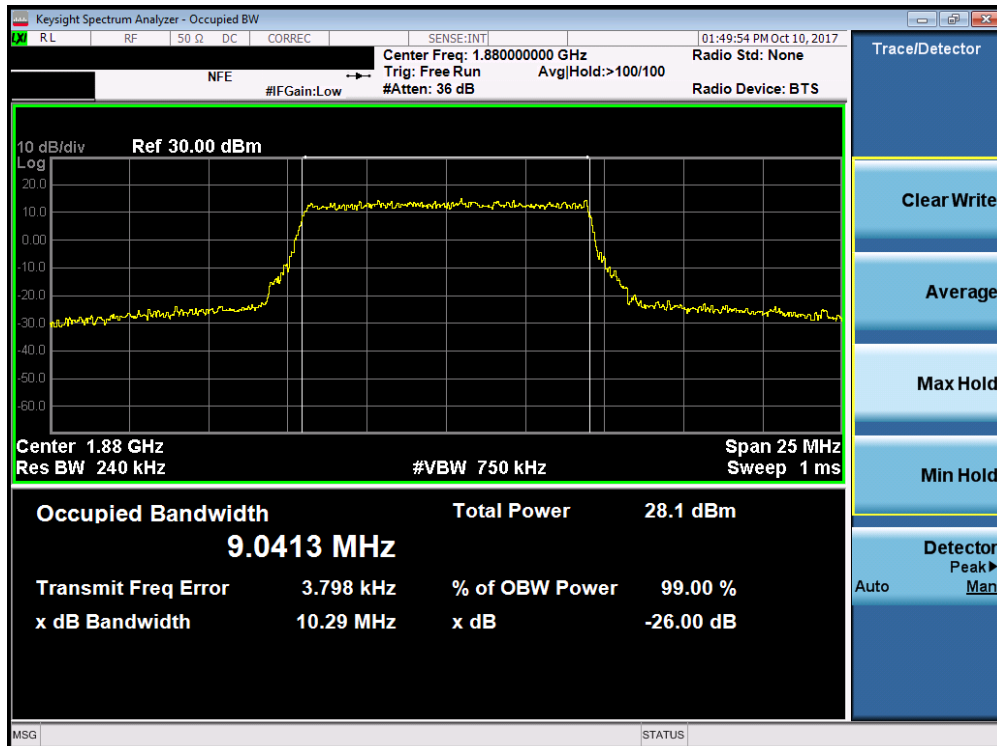 Keysight Spectrum Analyzer - Occupied BW
LXI RL RF 50 Ω DC CORREC SENSE:INT 01:49:54 PM Oct 10, 2017
Center Freq: 1.880000000 GHz Radio Std: None
NFE Trig: Free Run Avg|Hold:>100/100
#IFGain:Low #Atten: 36 dB Radio Device: BTS
Trace/Detector
10 dB/div Ref 30.00 dBm
Log
20.0
10.0
0.00
-10.0
-20.0
-30.0
-40.0
-50.0
-60.0
Center 1.88 GHz Span 25 MHz
Res BW 240 kHz #VBW 750 kHz Sweep 1 ms
Occupied Bandwidth Total Power 28.1 dBm
9.0413 MHz
Transmit Freq Error 3.798 kHz % of OBW Power 99.00 %
x dB Bandwidth 10.29 MHz x dB -26.00 dB
Clear Write
Average
Max Hold
Min Hold
Detector
Peak▶
Auto Man
MSG STATUS